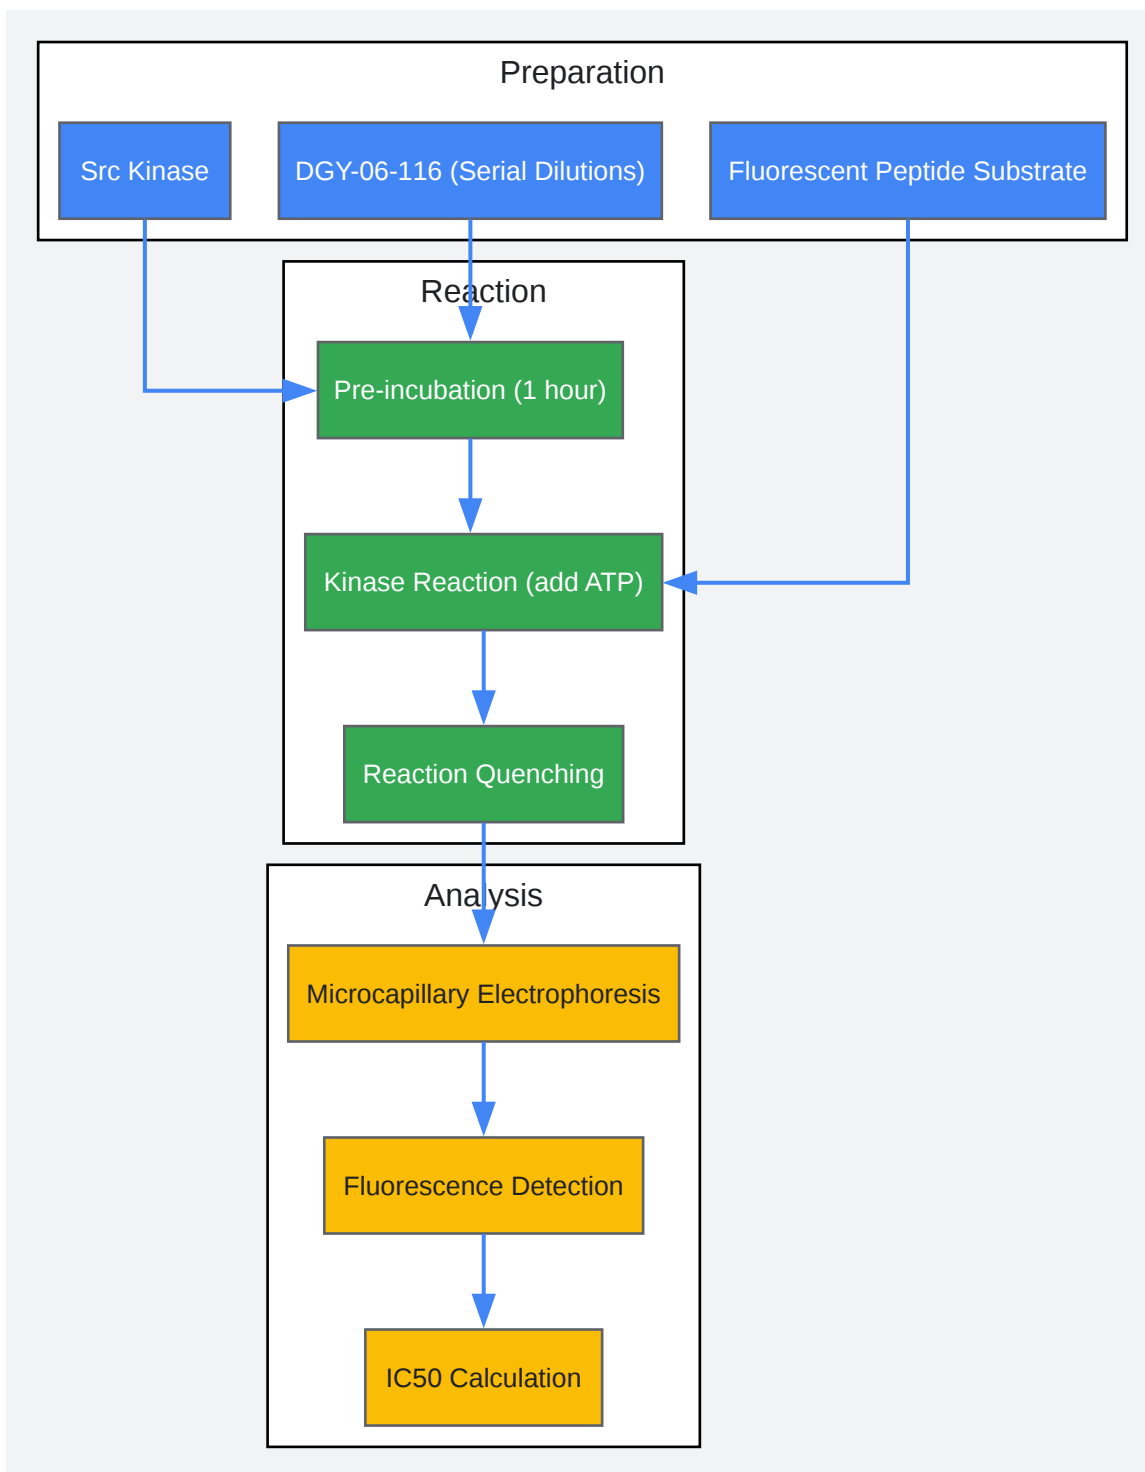 Preparation
Src Kinase
DGY-06-116 (Serial Dilutions)
Fluorescent Peptide Substrate
Reaction
Pre-incubation (1 hour)
Kinase Reaction (add ATP)
Reaction Quenching
Analysis
Microcapillary Electrophoresis
Fluorescence Detection
IC50 Calculation